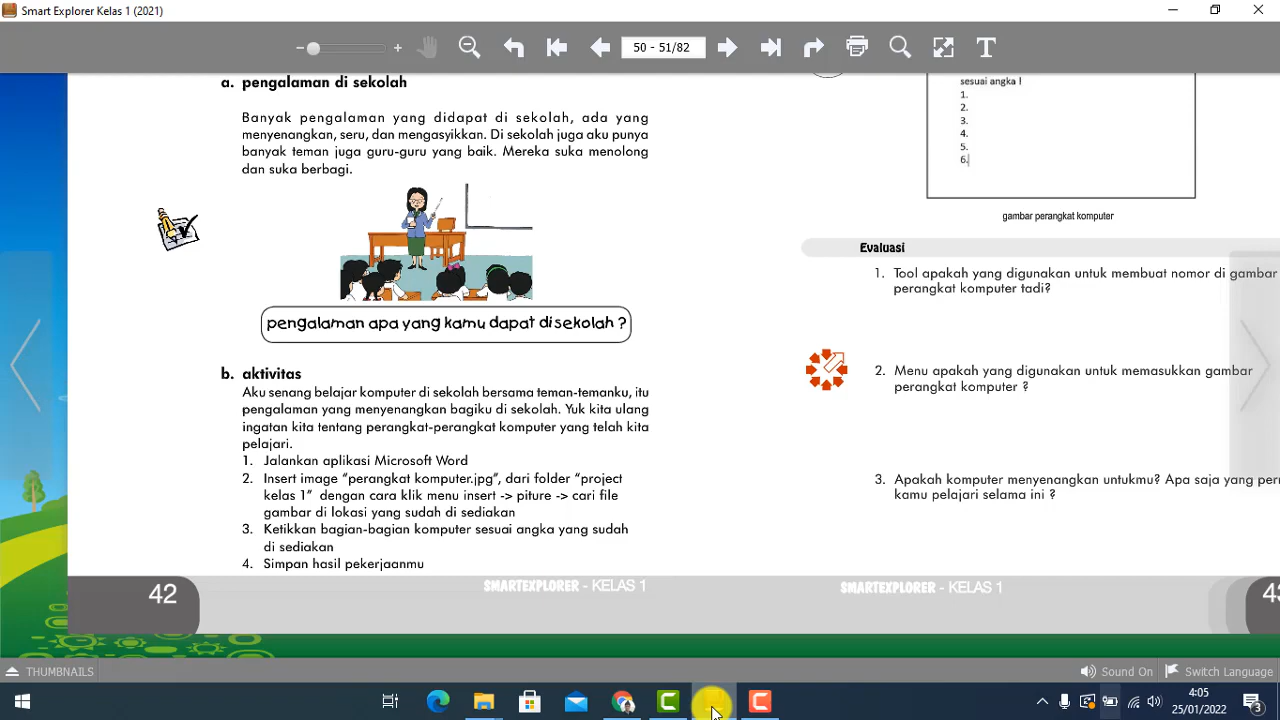 Smart Explorer Kelas 1 (2021)
50 - 51/82
a. pengalaman di sekolah
Banyak pengalaman yang didapat di sekolah, ada yang
menyenangkan, seru, dan mengasyikkan. Di sekolah juga aku punya
banyak teman juga guru-guru yang baik. Mereka suka menolong
dan suka berbagi.
pengalaman apa yang kamu dapat disekolah ?
b. aktivitas
Aku senang belajar komputer di sekolah bersama teman-temanku, itu
pengalaman yang menyenangkan bagiku di sekolah. Yuk kita ulang
ingatan kita tentang perangkat-perangkat komputer yang telah kita
pelajari.
1. Jalankan aplikasi Microsoft Word
2. Insert image “perangkat komputer.jpg”, dari folder “project
kelas 1” dengan cara klik menu insert -> piture -> cari file
gambar di lokasi yang sudah di sediakan
3. Ketikkan bagian-bagian komputer sesuai angka yang sudah
di sediakan
4. Simpan hasil pekerjaanmu
42
SMARTEXPLORER - KELAS 1
sesuai angka !
1.
2.
3.
4.
5.
6.
gambar perangkat komputer
Evaluasi
1. Tool apakah yang digunakan untuk membuat nomor di gambar
perangkat komputer tadi?
2. Menu apakah yang digunakan untuk memasukkan gambar
perangkat komputer ?
3. Apakah komputer menyenangkan untukmu? Apa saja yang per
kamu pelajari selama ini ?
SMARTEXPLORER - KELAS 1
43
THUMBNAILS
Sound On
Switch Language
4:05
25/01/2022
3